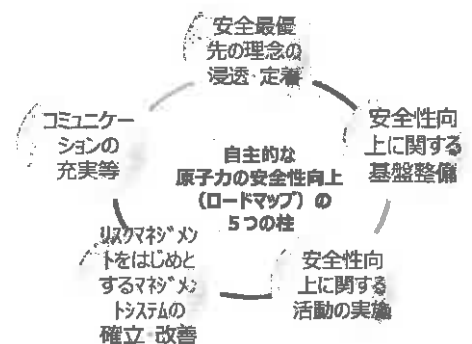 安全最優
先の理念の
浸透・定着
コミュニケー
ションの
充実等
安全性向
上に関する
基盤整備
自主的な
原子力の安全性向上
（ロードマップ）の
５つの柱
ﾘｽｸﾏﾈｼﾞﾒﾝ
ﾄをはじめと
するﾏﾈｼﾞﾒﾝ
ﾄｼｽﾃﾑの
確立・改善
安全性向
上に関する
活動の実施